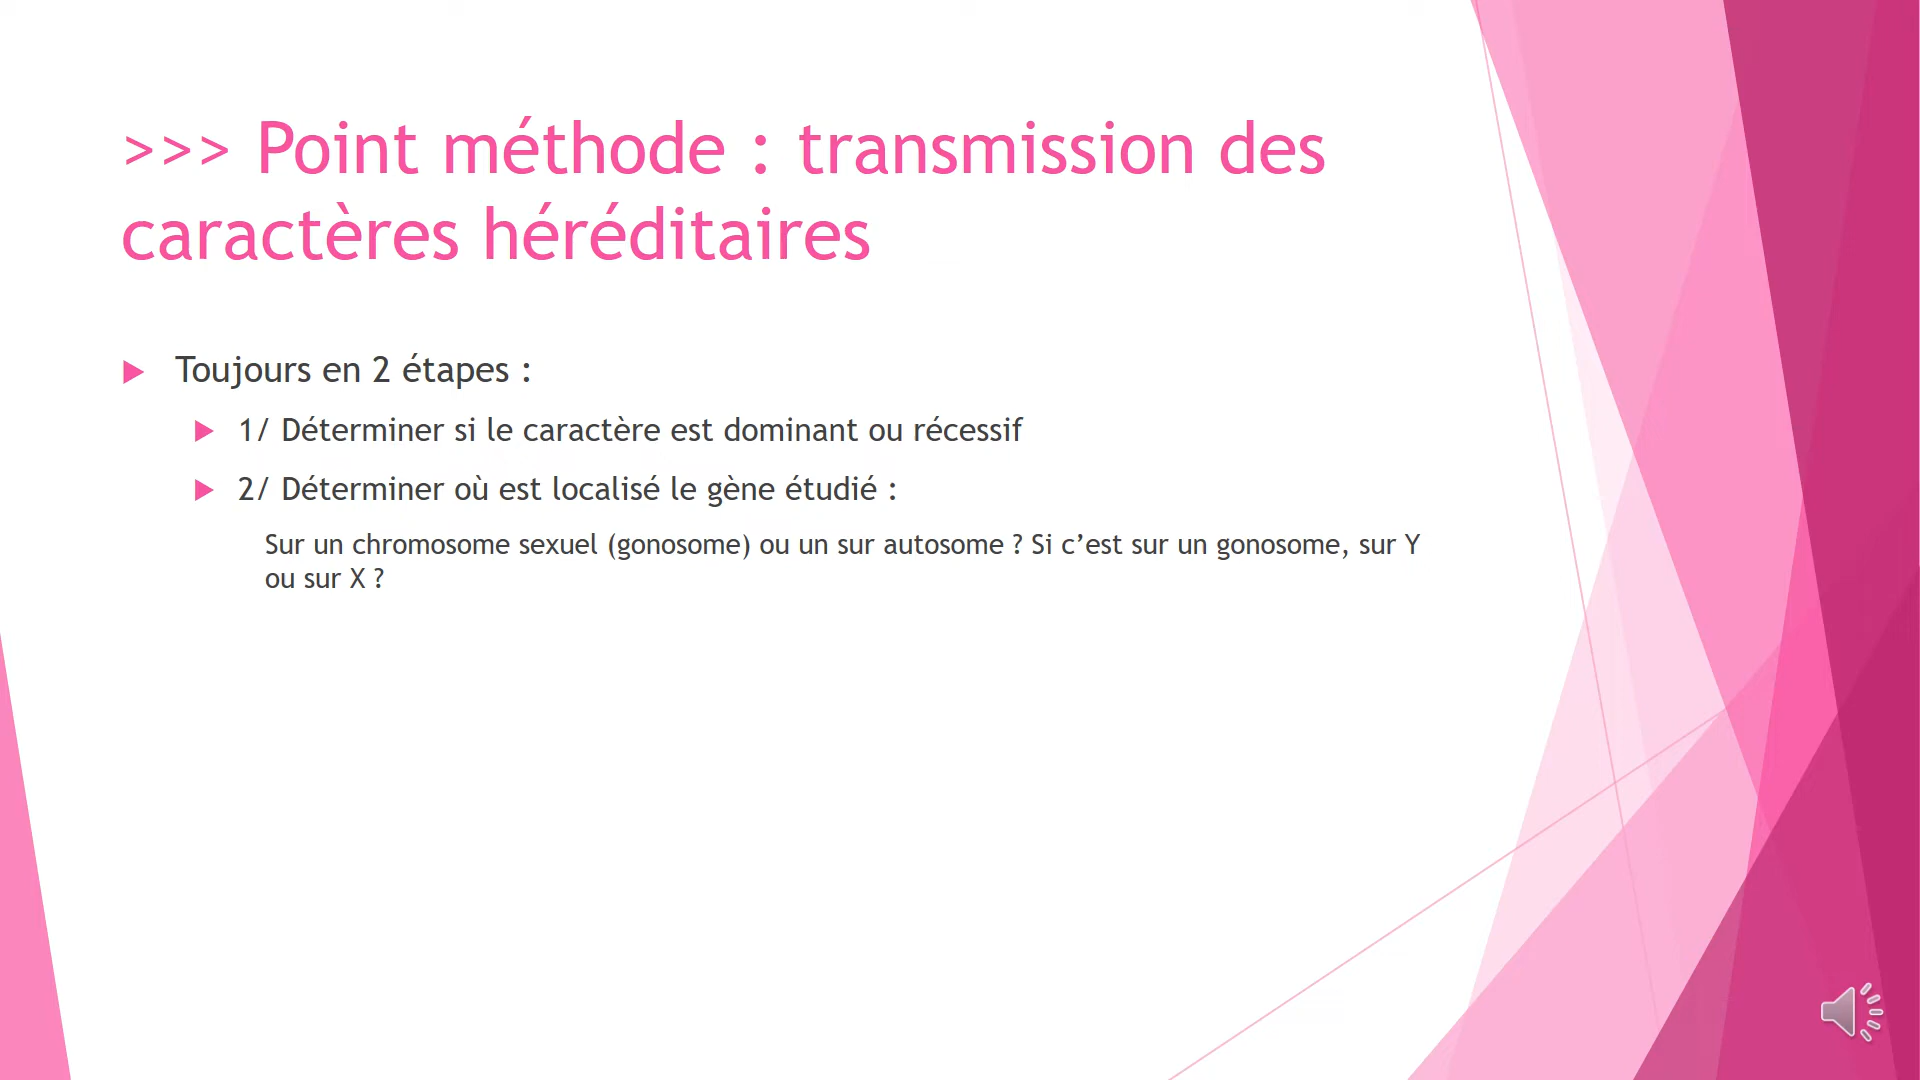 >>> Point méthode : transmission des
caractères héréditaires
Toujours en 2 étapes :
1/ Déterminer si le caractère est dominant ou récessif
2/ Déterminer où est localisé le gène étudié :
Sur un chromosome sexuel (gonosome) ou un sur autosome ? Si c’est sur un gonosome, sur Y
ou sur X ?